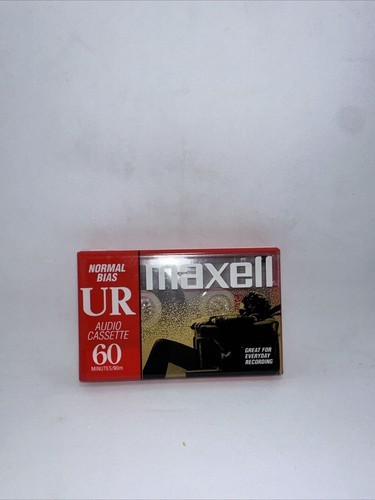 NORMAL
BIAS
UR
AUDIO
CASSETTE
60
MINUTES/90m
maxell
GREAT FOR
EVERYDAY
RECORDING